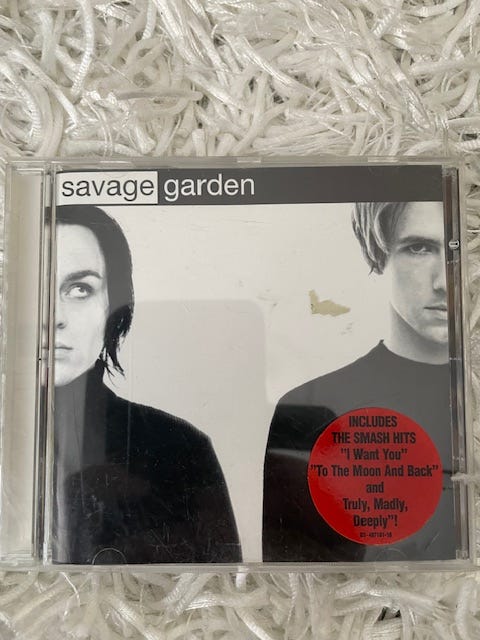 savage garden
INCLUDES
THE SMASH HITS
"I Want You"
"To The Moon And Back"
and
Truly, Madly,
Deeply"!